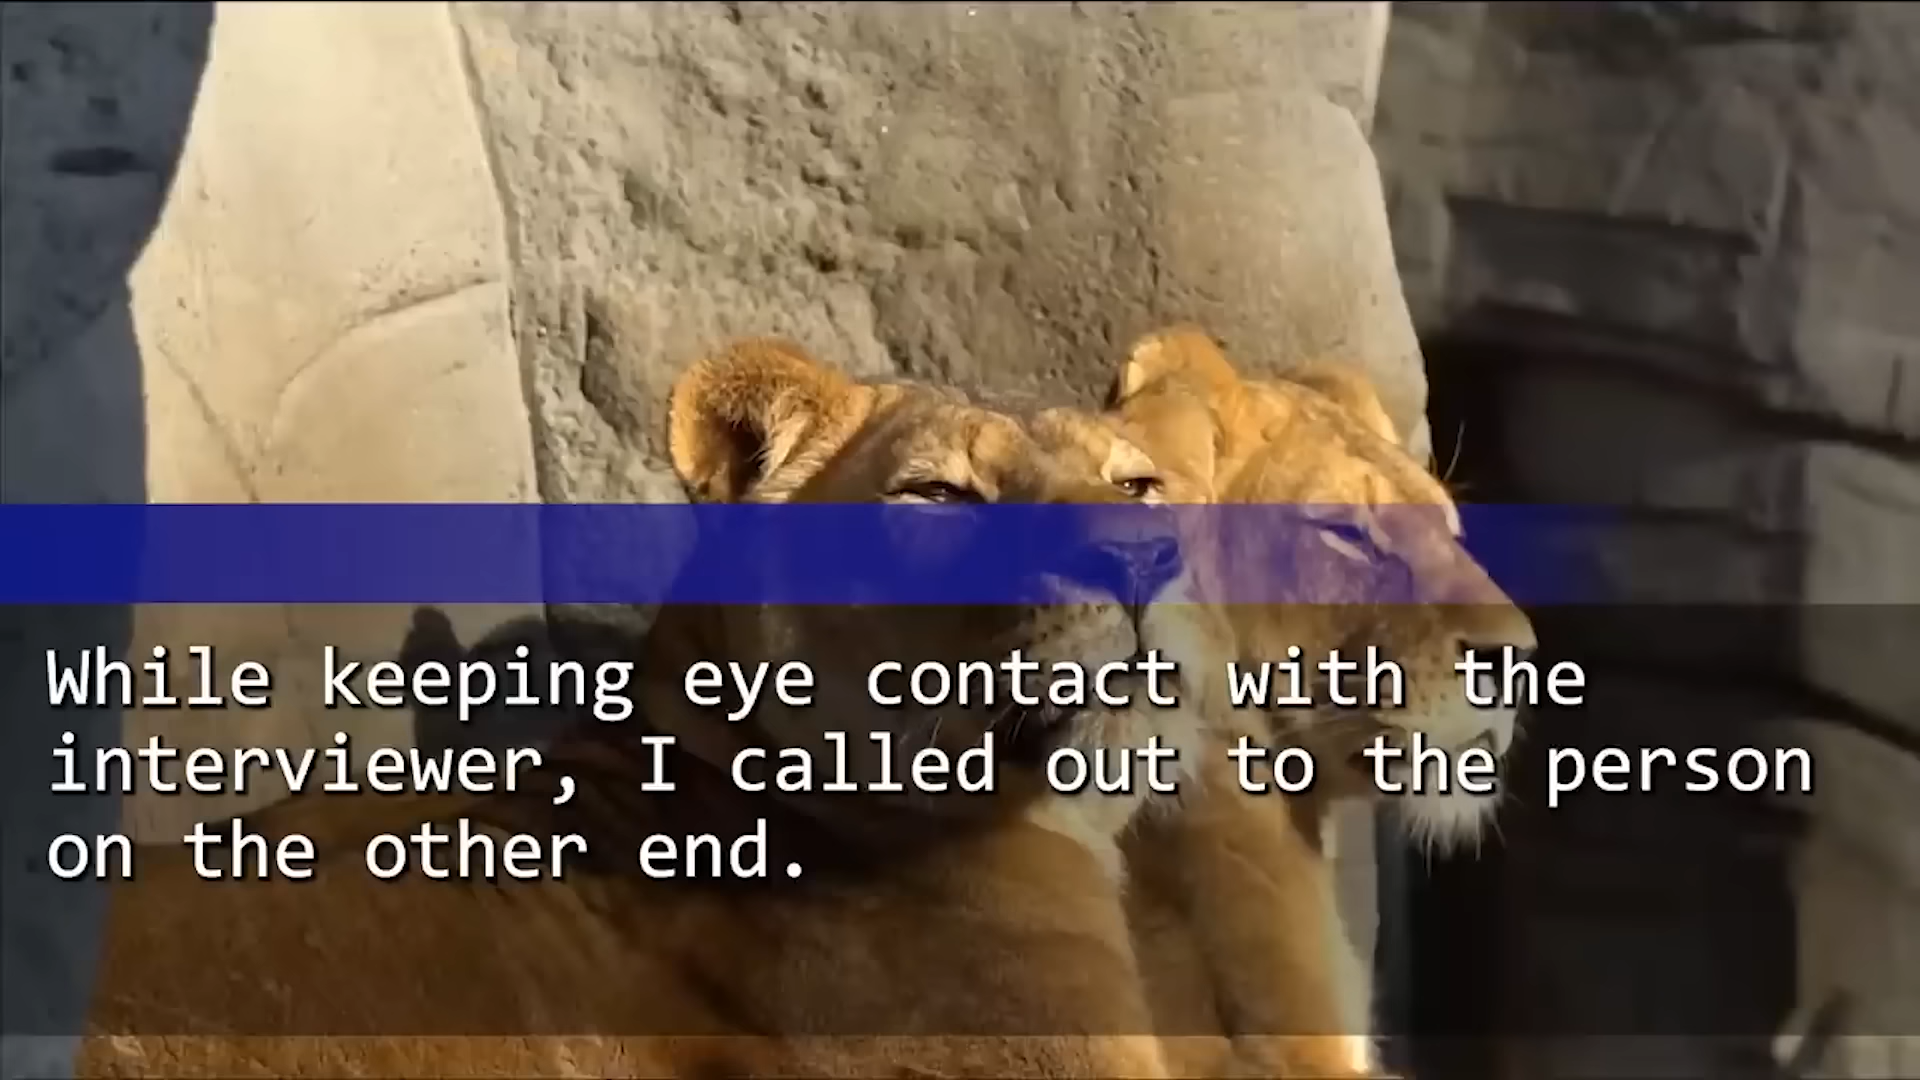 While keeping eye contact with the
interviewer, I called out to the person
on the other end.